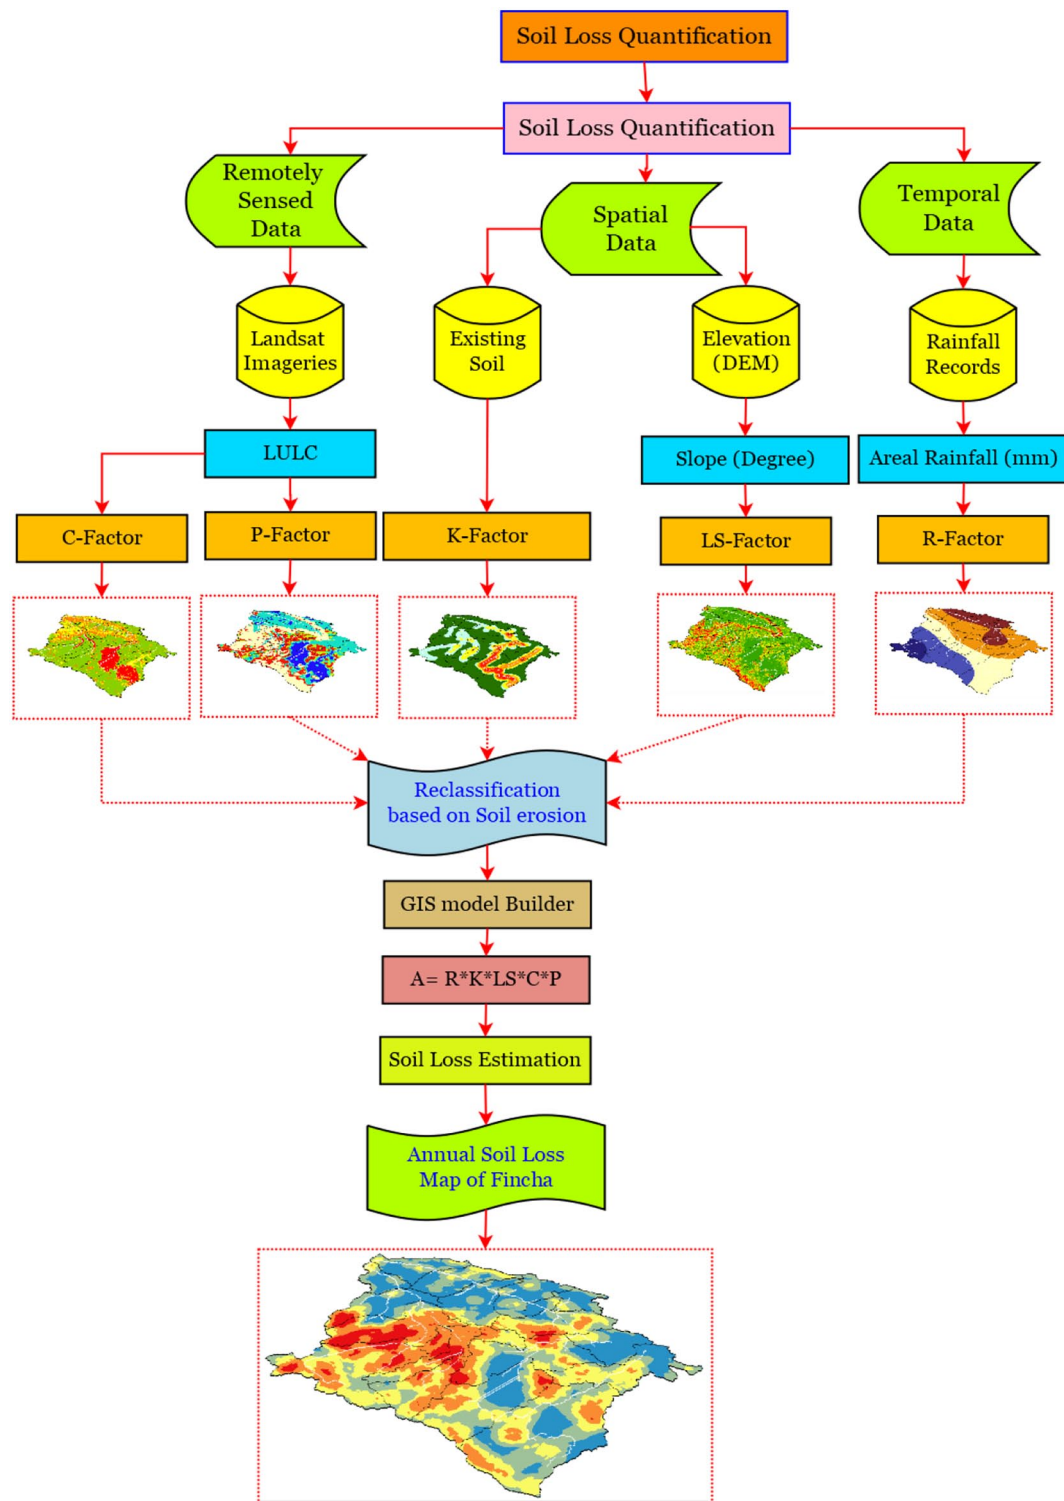 Soil Loss Quantification
Soil Loss Quantification
Remotely
Sensed
Data
Spatial
Data
Temporal
Data
Landsat
Imageries
Existing
Soil
Elevation
(DEM)
Rainfall
Records
LULC
Slope (Degree)
Areal Rainfall (mm)
C-Factor
P-Factor
K-Factor
LS-Factor
R-Factor
Reclassification
based on Soil erosion
GIS model Builder
A= R*K*LS*C*P
Soil Loss Estimation
Annual Soil Loss
Map of Fincha